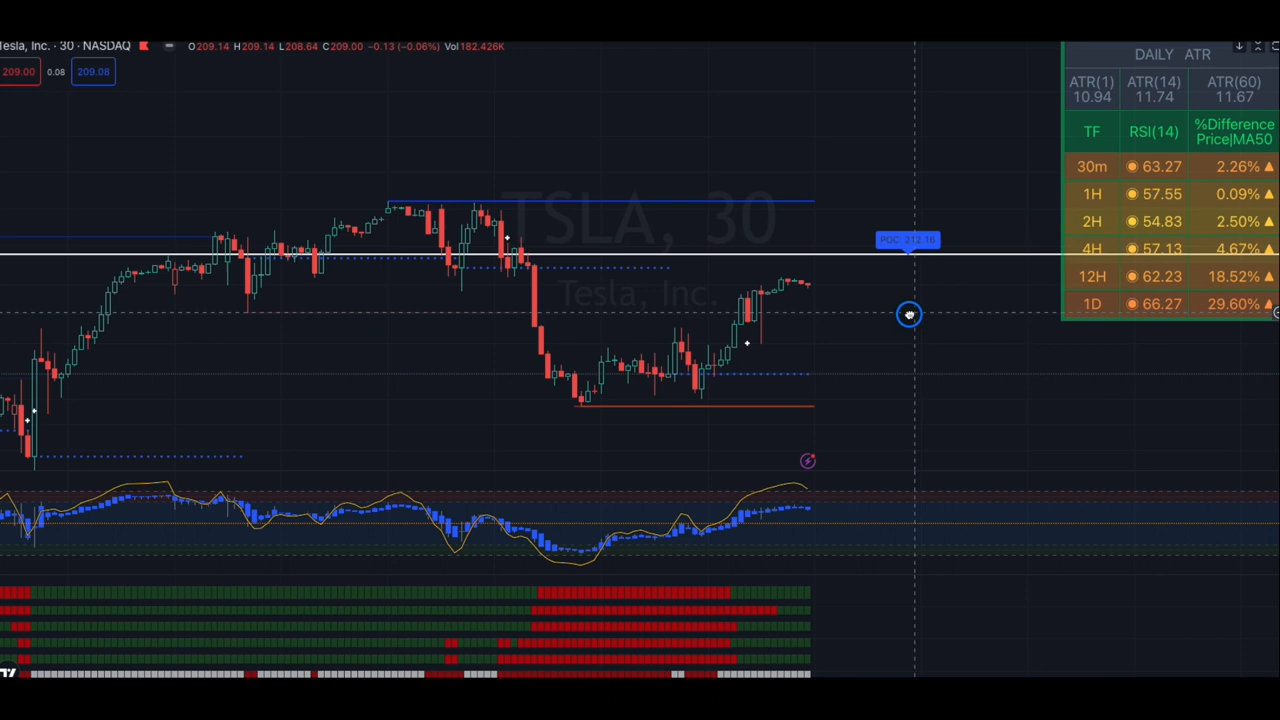 Tesla, Inc. · 30 · NASDAQ O209.14 H209.14 L208.64 C209.00 −0.13 (−0.06%) Vol182.426K
209.00 0.08 209.08
DAILY ATR
ATR(1) ATR(14) ATR(60)
10.94 11.74 11.67
TF RSI(14) %Difference
Price|MA50
30m 63.27 2.26% ▲
1H 57.55 0.09% ▲
2H 54.83 2.50% ▲
4H 57.13 4.67% ▲
12H 62.23 18.52% ▲
1D 66.27 29.60% ▲
TSLA, 30
Tesla, Inc.
POC: 212.16